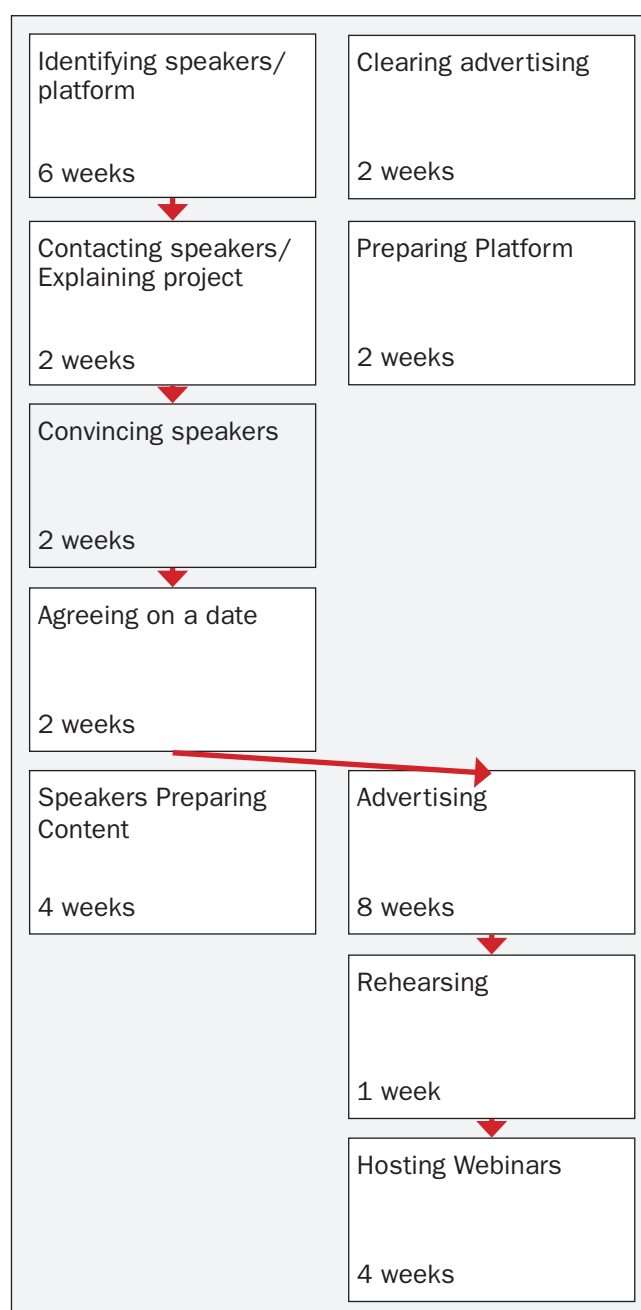 Identifying speakers/
platform
6 weeks
Clearing advertising
2 weeks
Contacting speakers/
Explaining project
2 weeks
Preparing Platform
2 weeks
Convincing speakers
2 weeks
Agreeing on a date
2 weeks
Speakers Preparing
Content
4 weeks
Advertising
8 weeks
Rehearsing
1 week
Hosting Webinars
4 weeks